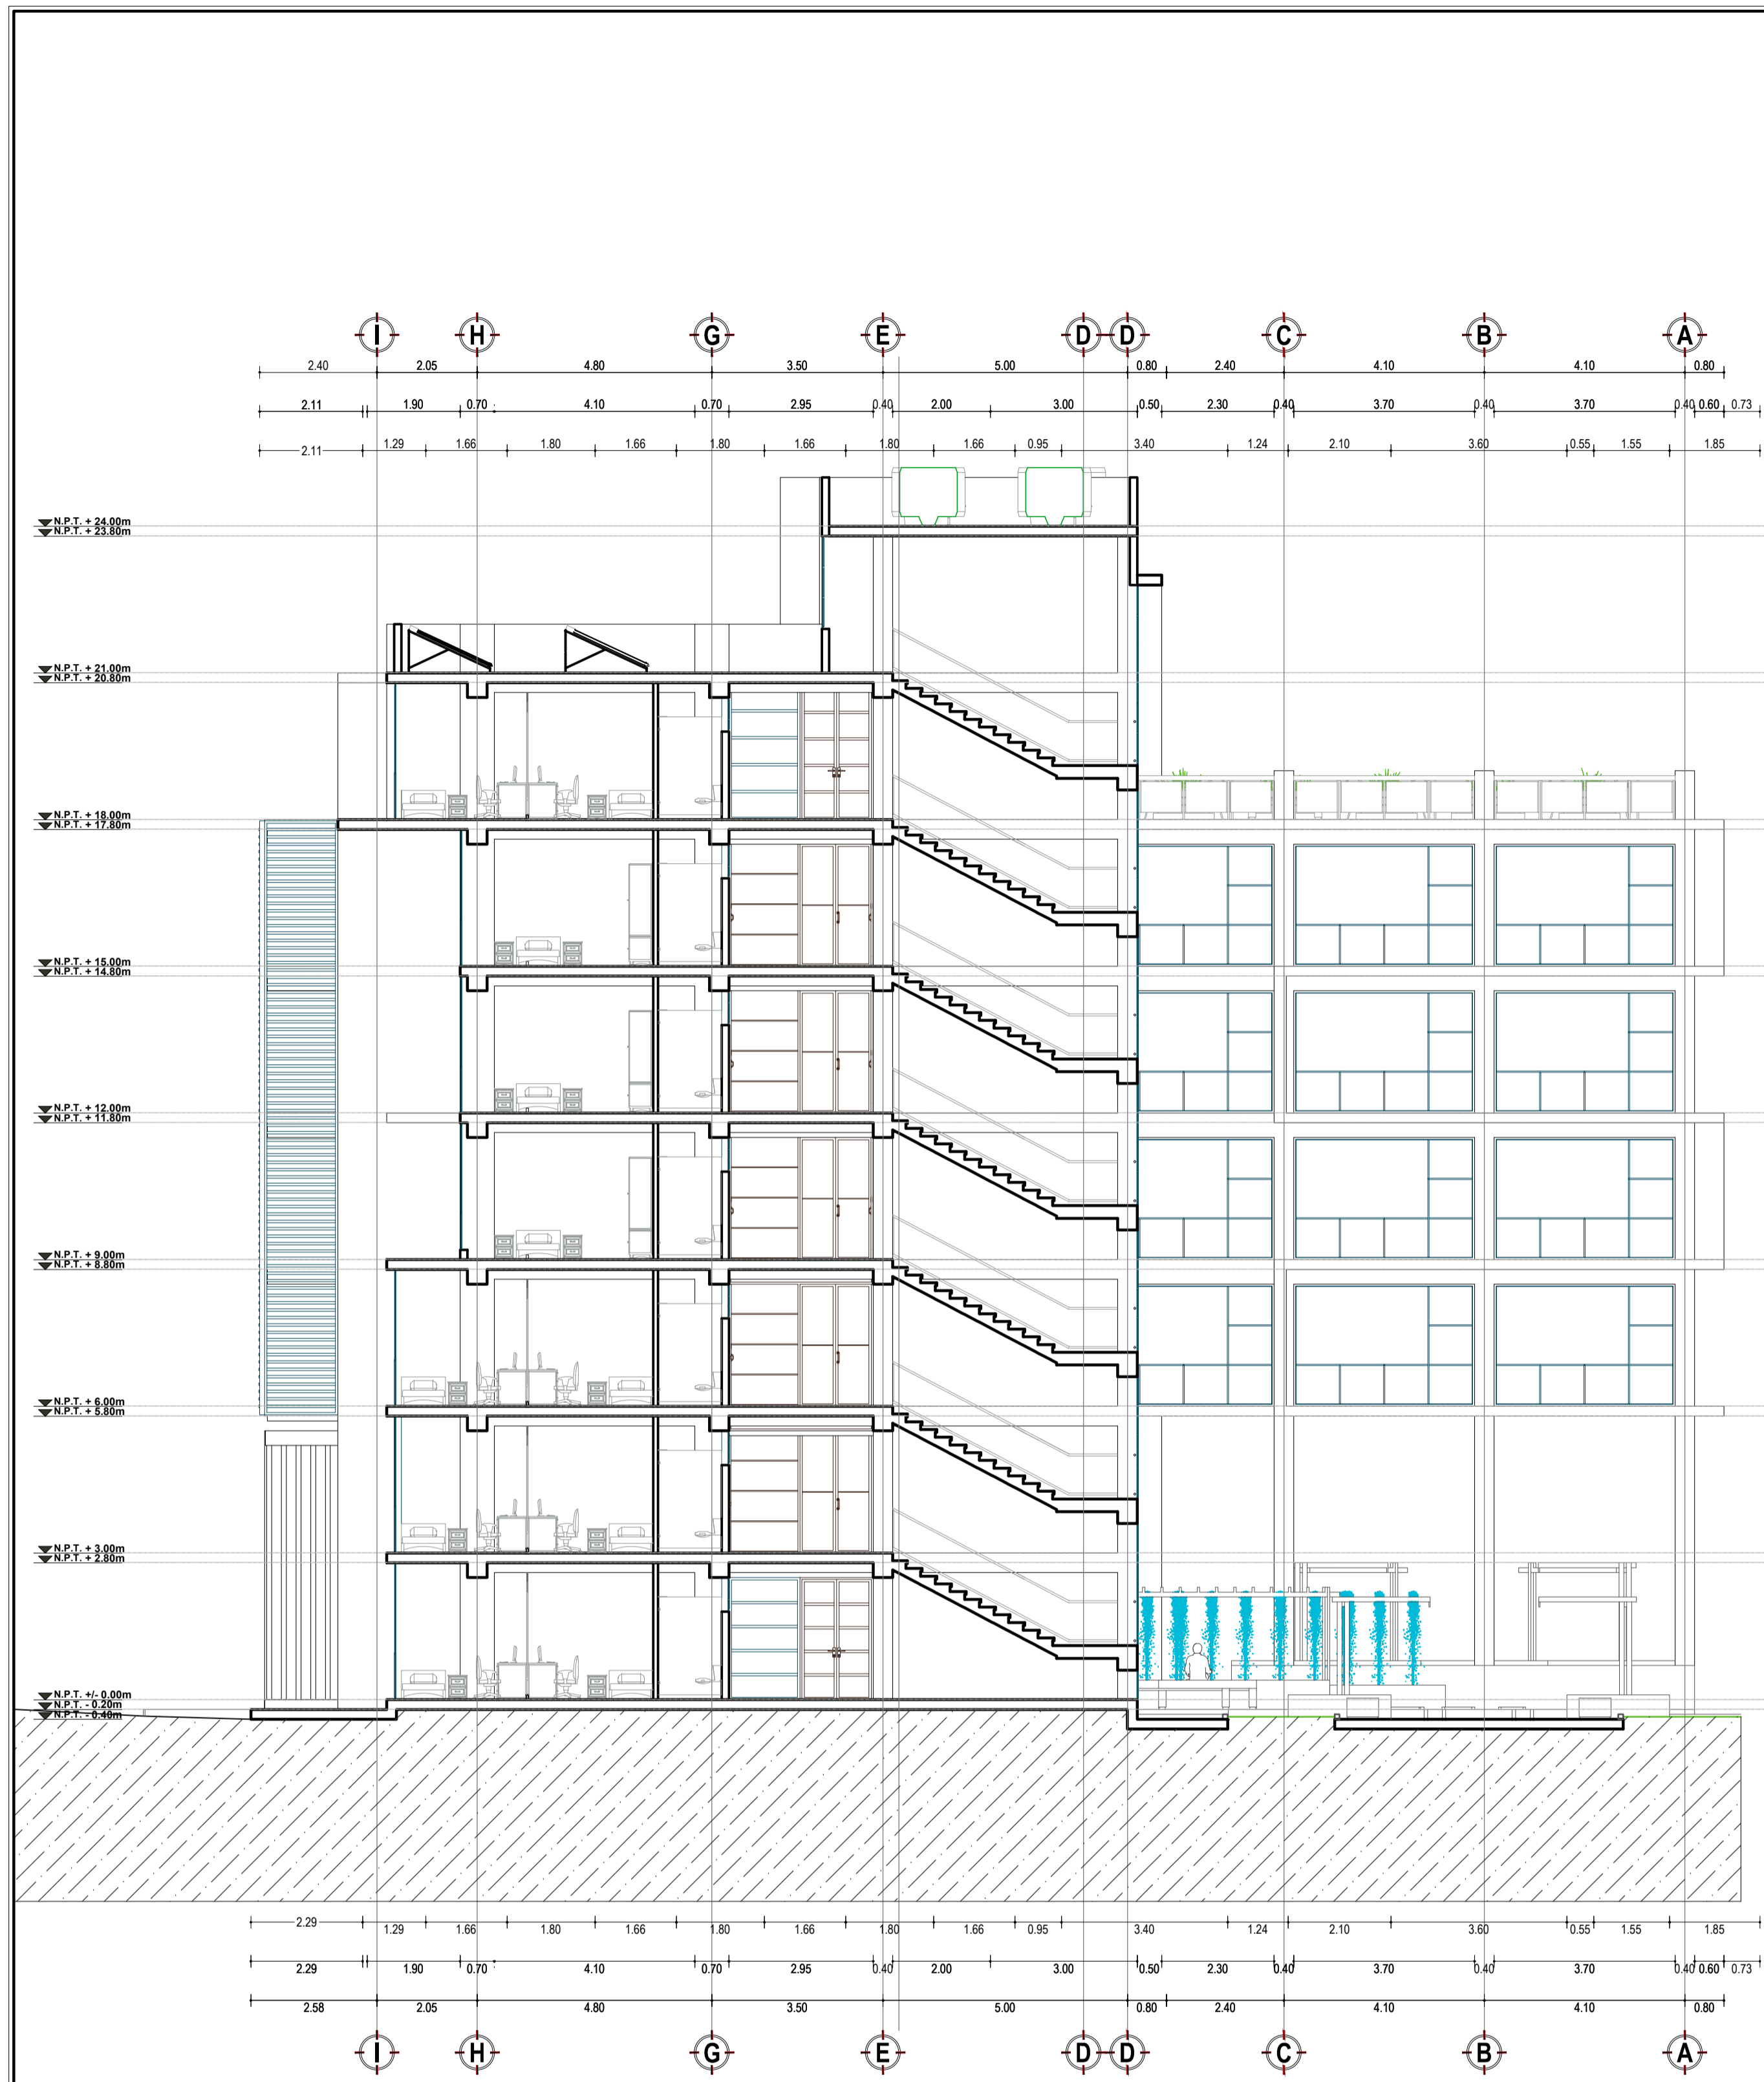 I H G E D D C B A
2.40 2.05 4.80 3.50 5.00 0.80 2.40 4.10 4.10 0.80
2.11 1.90 0.70 4.10 0.70 2.95 0.40 2.00 3.00 0.50 2.30 0.40 3.70 0.40 3.70 0.40 0.60 0.73
2.11 1.29 1.66 1.80 1.66 1.80 1.66 1.80 1.66 0.95 3.40 1.24 2.10 3.60 0.55 1.55 1.85
N.P.T. + 24.00m
N.P.T. + 23.80m
N.P.T. + 21.00m
N.P.T. + 20.80m
N.P.T. + 18.00m
N.P.T. + 17.80m
N.P.T. + 15.00m
N.P.T. + 14.80m
N.P.T. + 12.00m
N.P.T. + 11.80m
N.P.T. + 9.00m
N.P.T. + 8.80m
N.P.T. + 6.00m
N.P.T. + 5.80m
N.P.T. + 3.00m
N.P.T. + 2.80m
N.P.T. +/- 0.00m
N.P.T. - 0.20m
N.P.T. - 0.40m
2.29 1.29 1.66 1.80 1.66 1.80 1.66 1.80 1.66 0.95 3.40 1.24 2.10 3.60 0.55 1.55 1.85
2.29 1.90 0.70 4.10 0.70 2.95 0.40 2.00 3.00 0.50 2.30 0.40 3.70 0.40 3.70 0.40 0.60 0.73
2.58 2.05 4.80 3.50 5.00 0.80 2.40 4.10 4.10 0.80
I H G E D D C B A